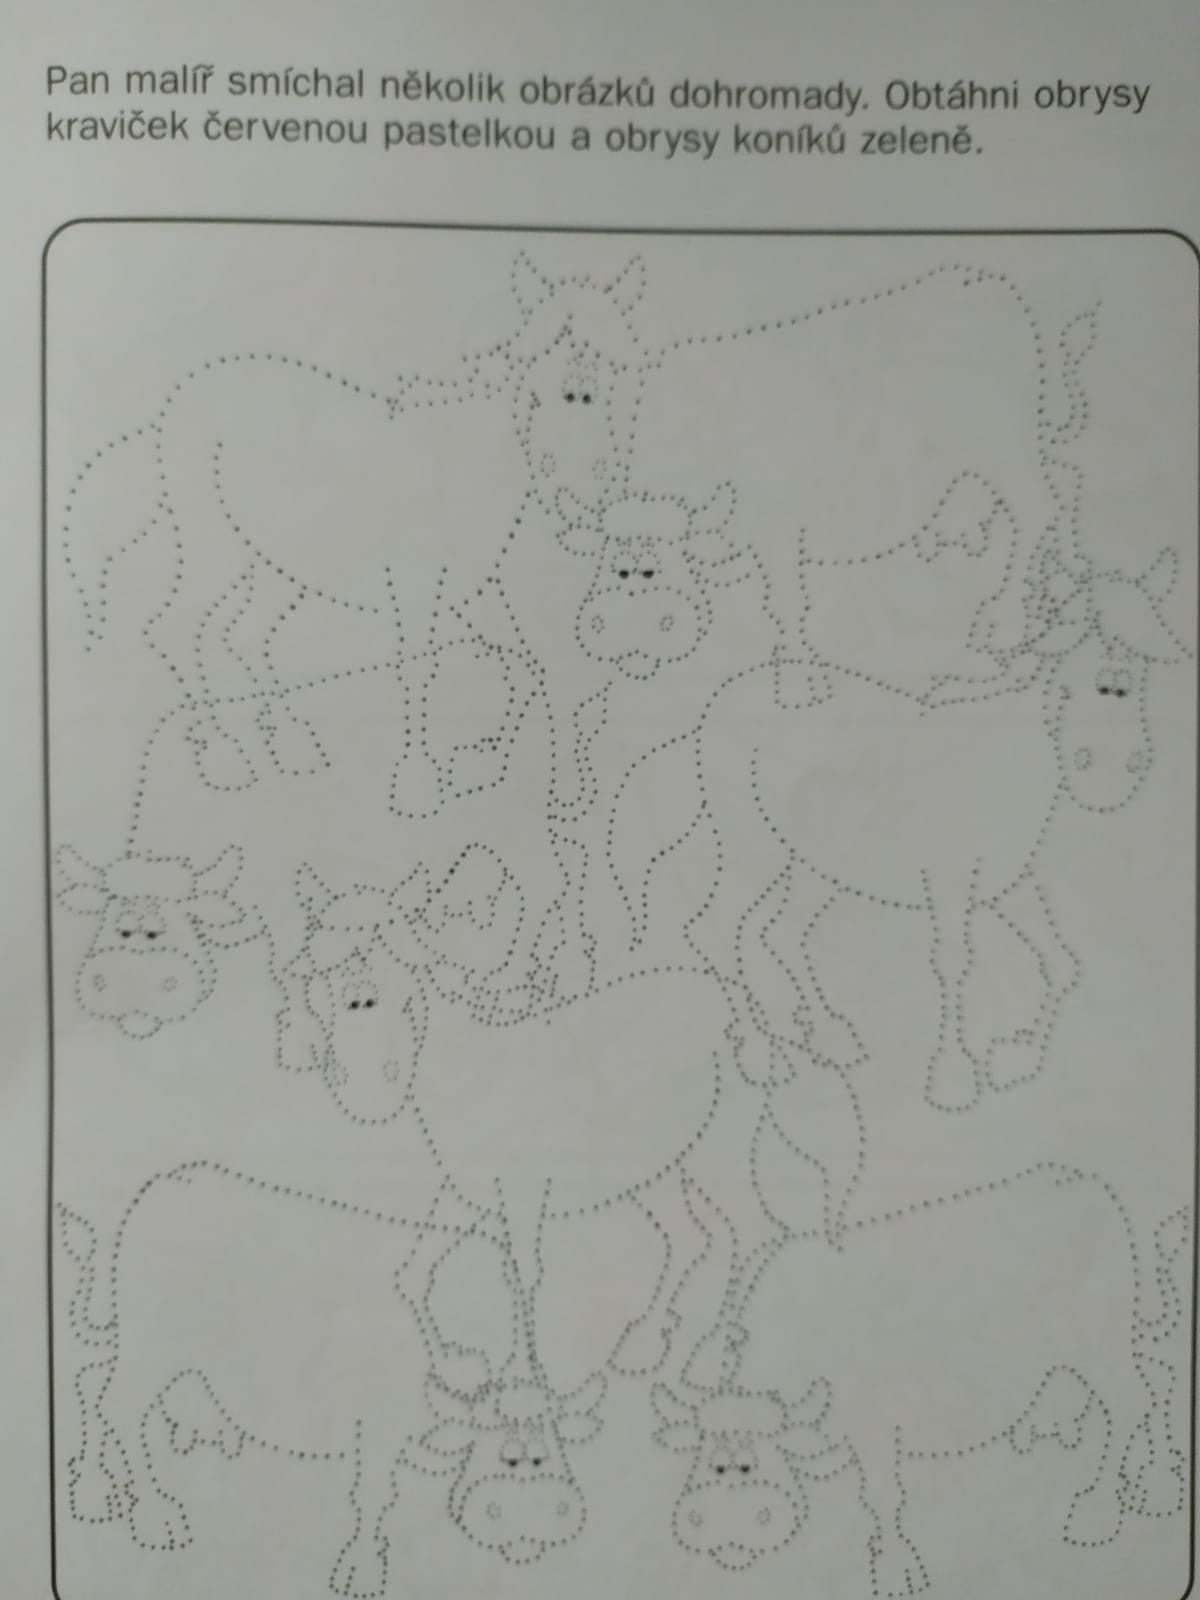 Pan malíř smíchal několik obrázků dohromady. Obtáhni obrysy
kraviček červenou pastelkou a obrysy koníků zeleně.